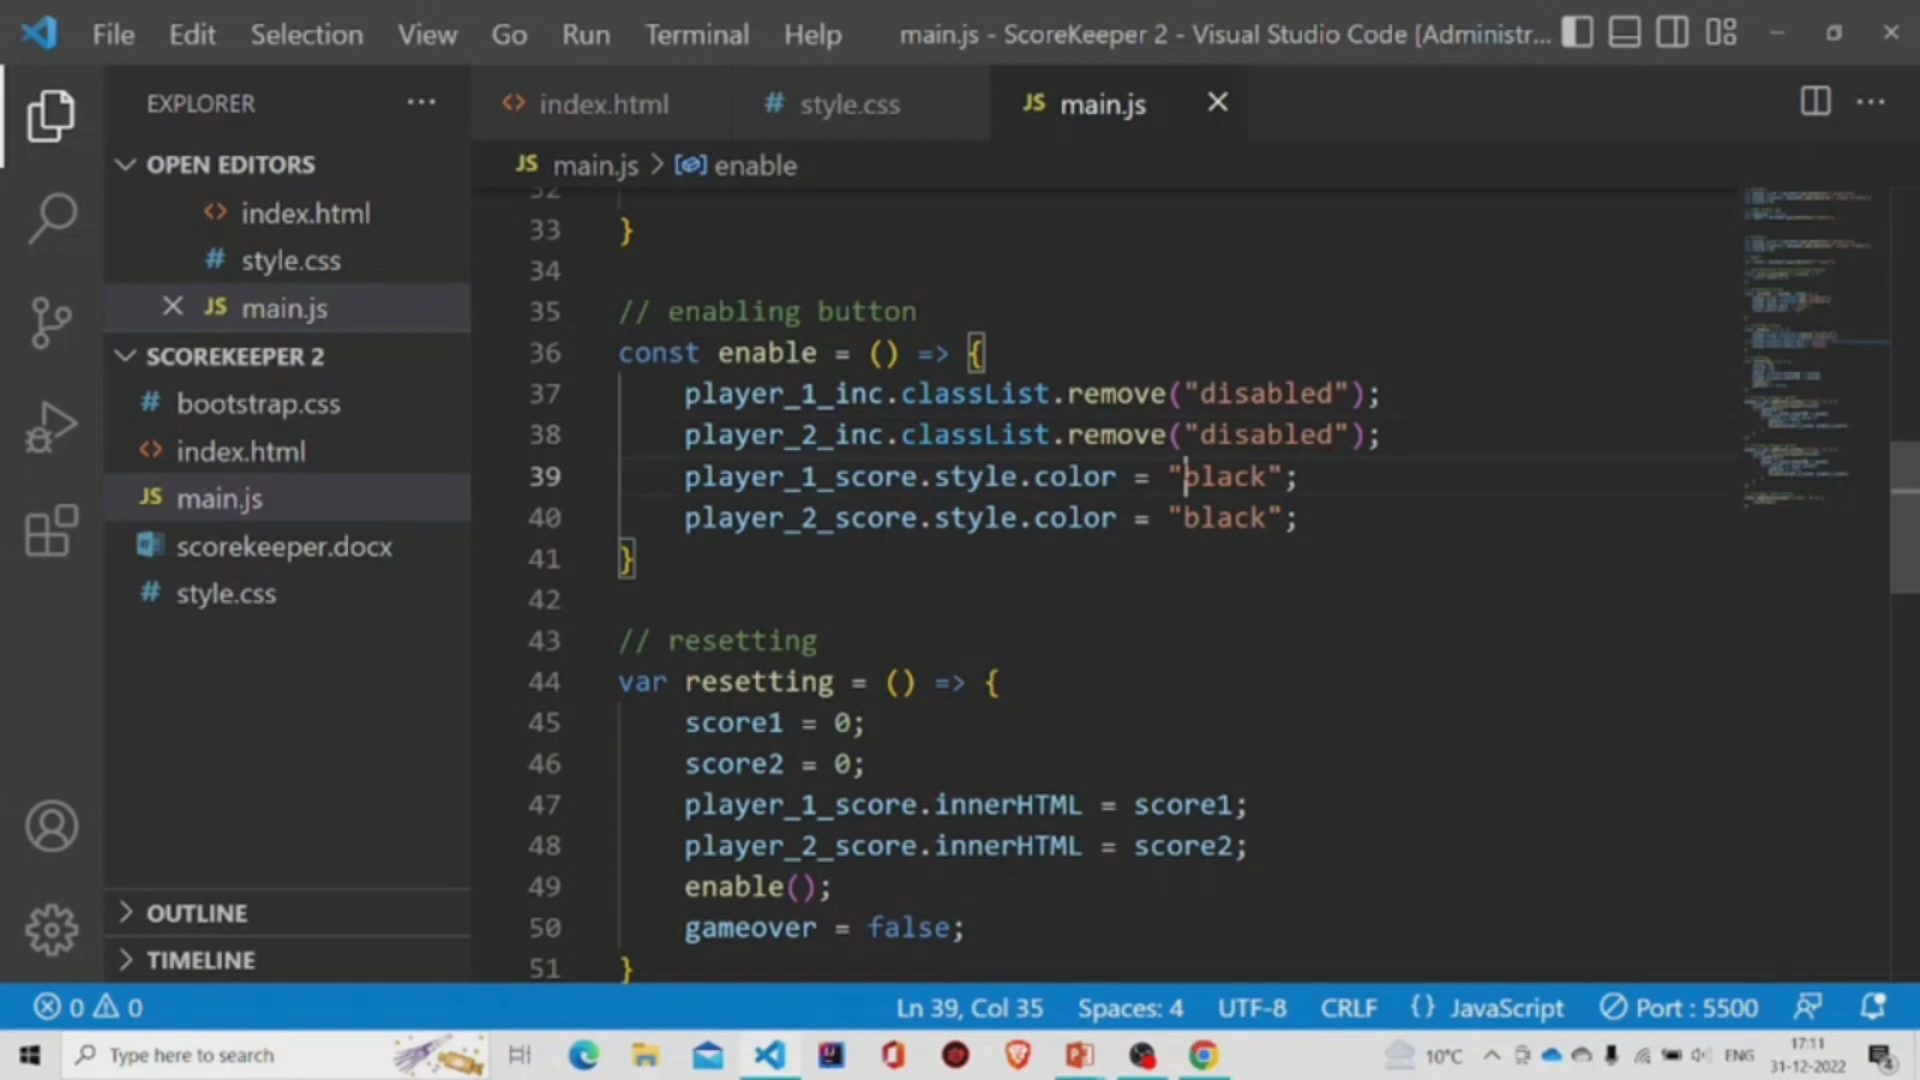 File Edit Selection View Go Run Terminal Help main.js - ScoreKeeper 2 - Visual Studio Code [Administr...
EXPLORER
OPEN EDITORS
<> index.html
# style.css
JS main.js
SCOREKEEPER 2
# bootstrap.css
<> index.html
JS main.js
scorekeeper.docx
# style.css
OUTLINE
TIMELINE
<> index.html # style.css JS main.js
JS main.js > enable
32
33 }
34
35 // enabling button
36 const enable = () => {
37 player_1_inc.classList.remove("disabled");
38 player_2_inc.classList.remove("disabled");
39 player_1_score.style.color = "black";
40 player_2_score.style.color = "black";
41 }
42
43 // resetting
44 var resetting = () => {
45 score1 = 0;
46 score2 = 0;
47 player_1_score.innerHTML = score1;
48 player_2_score.innerHTML = score2;
49 enable();
50 gameover = false;
51 }
0 0 Ln 39, Col 35 Spaces: 4 UTF-8 CRLF {} JavaScript Port : 5500
Type here to search 10°C ENG 17:11
31-12-2022 4